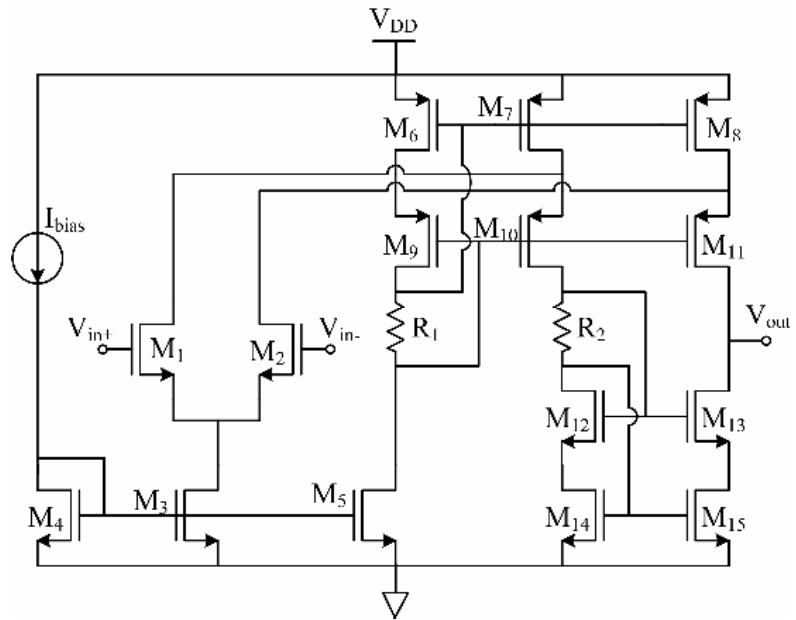 V_DD
M_6
M_7
M_8
I_bias
M_9
M_10
M_11
V_in+
M_1
M_2
V_in-
R_1
R_2
V_out
M_12
M_13
M_4
M_3
M_5
M_14
M_15